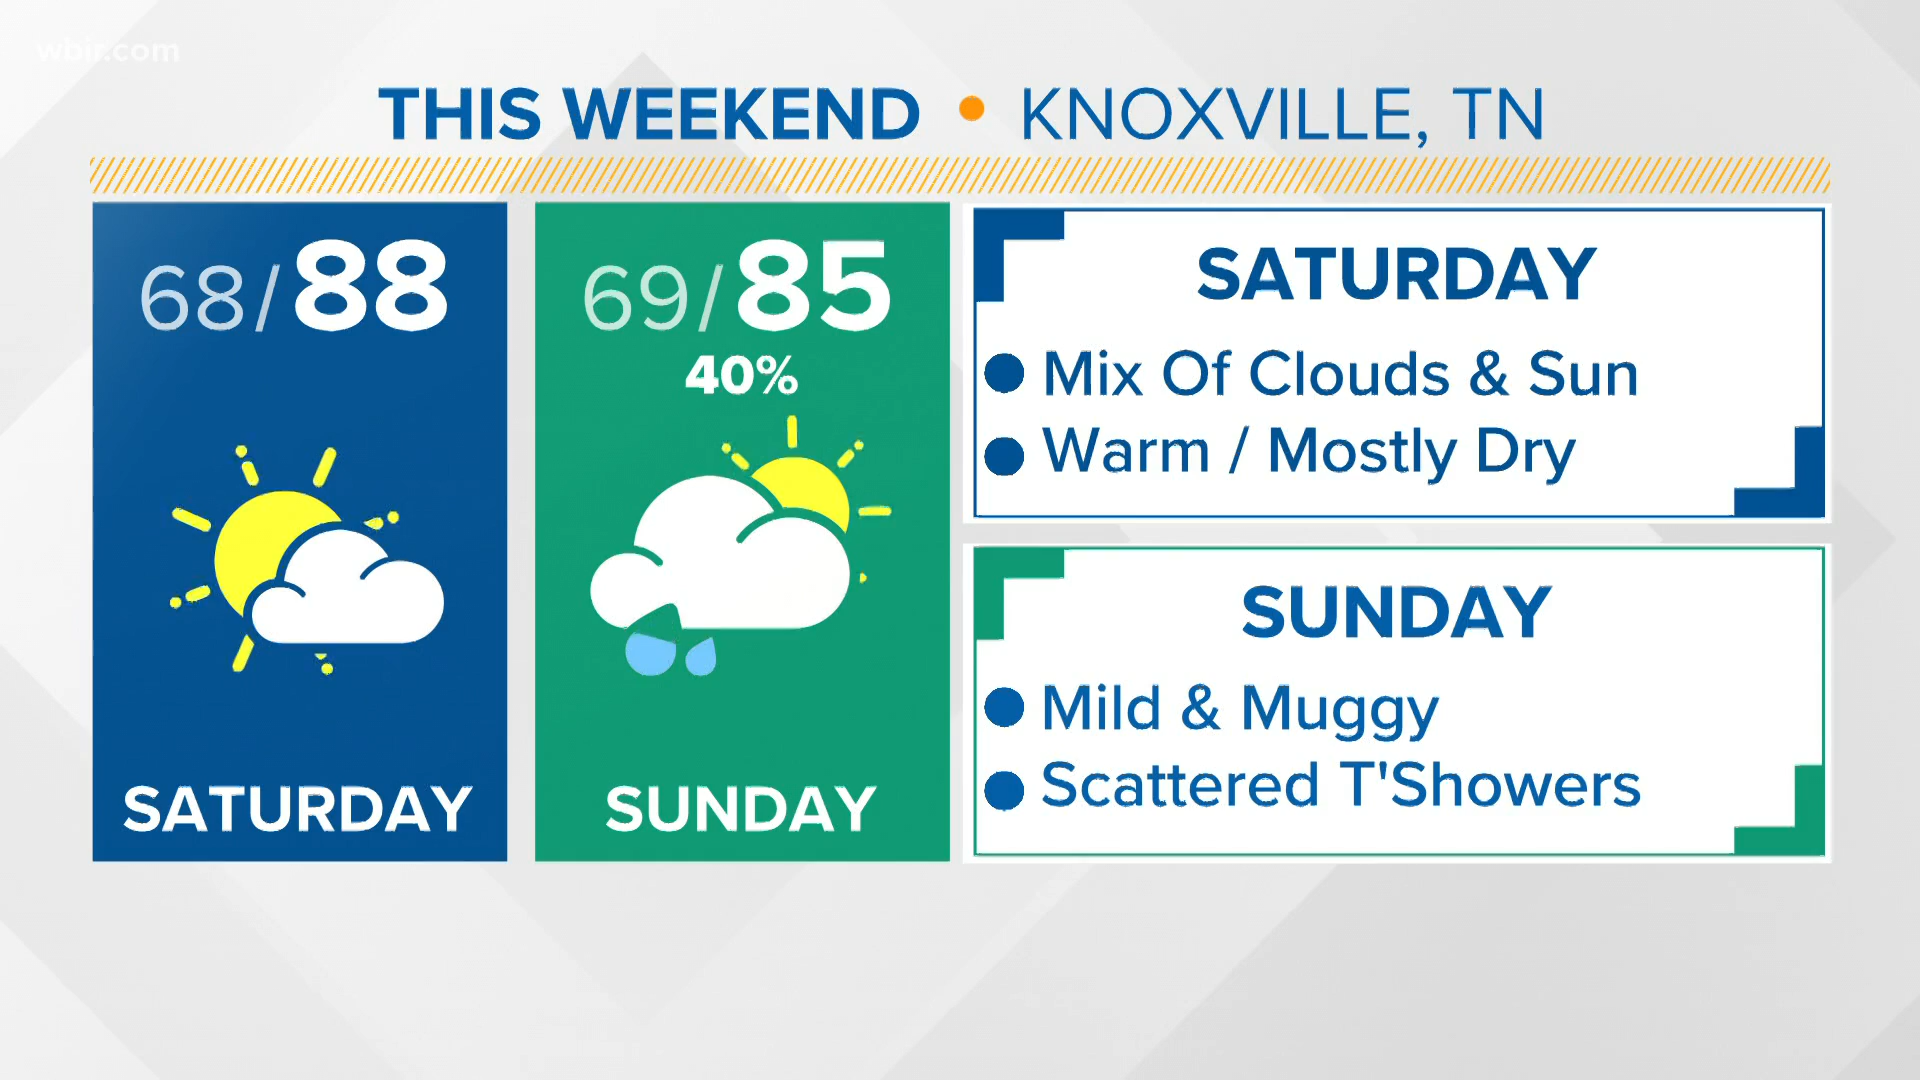 wbir.com
THIS WEEKEND • KNOXVILLE, TN
68/88
SATURDAY
69/85
40%
SUNDAY
SATURDAY
● Mix Of Clouds & Sun
● Warm / Mostly Dry
SUNDAY
● Mild & Muggy
● Scattered T'Showers